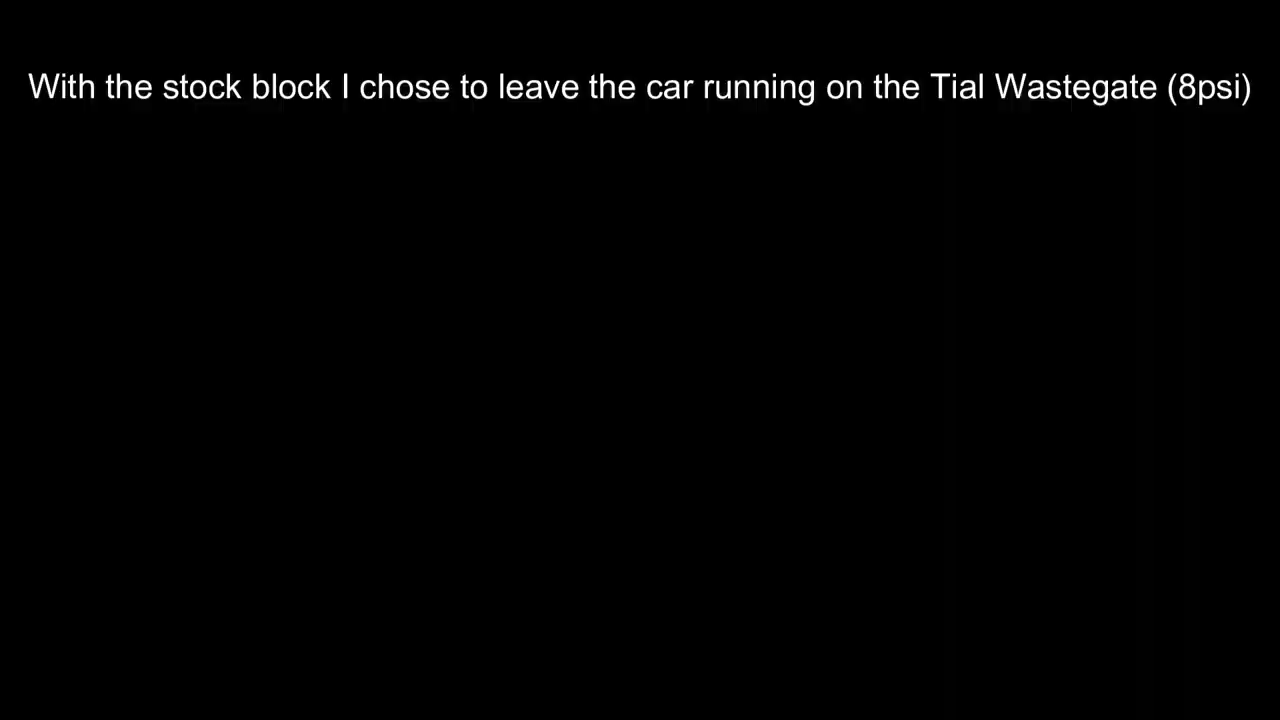 With the stock block I chose to leave the car running on the Tial Wastegate (8psi)